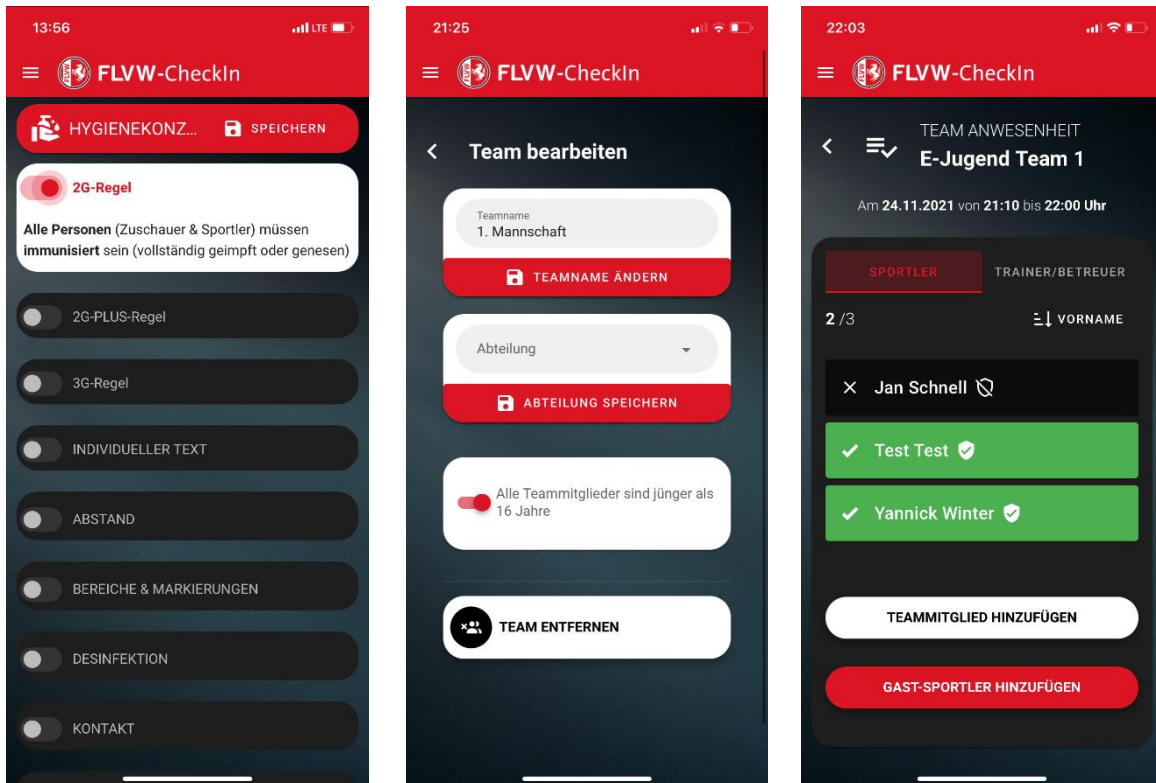 13:56
LTE
FLVW-CheckIn
HYGIENEKONZ...
SPEICHERN
2G-Regel
Alle Personen (Zuschauer & Sportler) müssen
immunisiert sein (vollständig geimpft oder genesen)
2G-PLUS-Regel
3G-Regel
INDIVIDUELLER TEXT
ABSTAND
BEREICHE & MARKIERUNGEN
DESINFEKTION
KONTAKT
21:25
FLVW-CheckIn
Team bearbeiten
Teamname
1. Mannschaft
TEAMNAME ÄNDERN
Abteilung
ABTEILUNG SPEICHERN
Alle Teammitglieder sind jünger als
16 Jahre
TEAM ENTFERNEN
22:03
FLVW-CheckIn
TEAM ANWESENHEIT
E-Jugend Team 1
Am 24.11.2021 von 21:10 bis 22:00 Uhr
SPORTLER
TRAINER/BETREUER
2 /3
VORNAME
Jan Schnell
Test Test
Yannick Winter
TEAMMITGLIED HINZUFÜGEN
GAST-SPORTLER HINZUFÜGEN